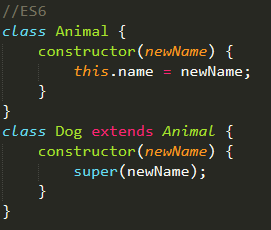 //ES6
class Animal {
    constructor(newName) {
        this.name = newName;
    }
}
class Dog extends Animal {
    constructor(newName) {
        super(newName);
    }
}